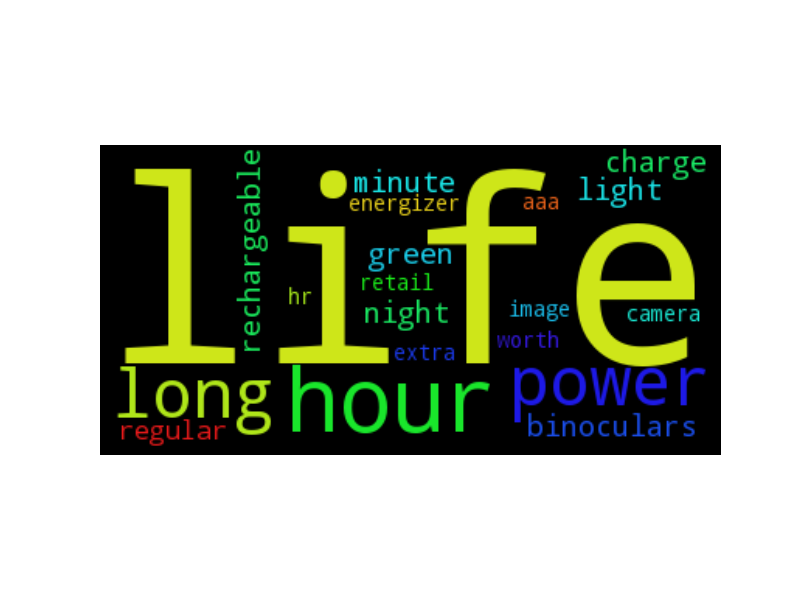 life
rechargeable
minute
energizer
aaa
charge
light
green
retail
hr
night
image
camera
worth
extra
long
hour
power
regular
binoculars